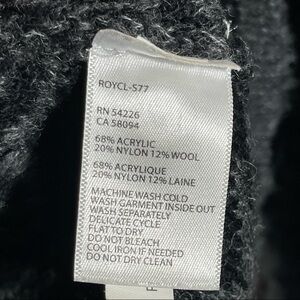 ROYCL-S77
RN 54226
CA 58094
68% ACRYLIC
20% NYLON 12% WOOL
68% ACRYLIQUE
20% NYLON 12% LAINE
MACHINE WASH COLD
WASH GARMENT INSIDE OUT
WASH SEPARATELY
DELICATE CYCLE
FLAT TO DRY
DO NOT BLEACH
COOL IRON IF NEEDED
DO NOT DRY CLEAN